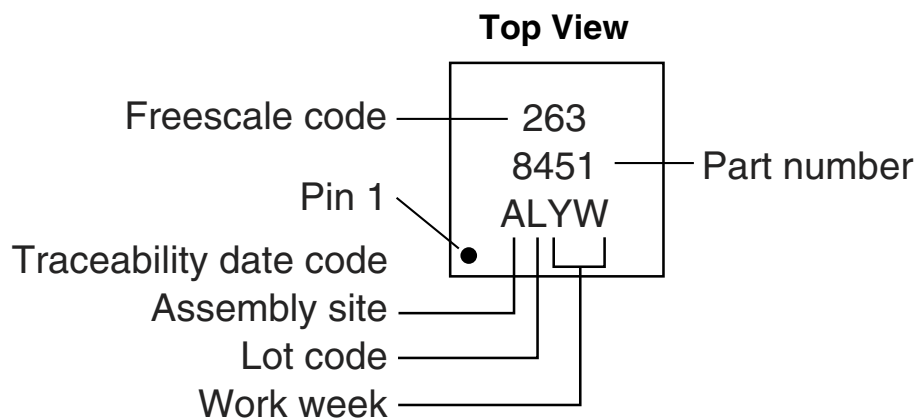 Top View
Freescale code
263
8451
Part number
Pin 1
ALYW
Traceability date code
Assembly site
Lot code
Work week